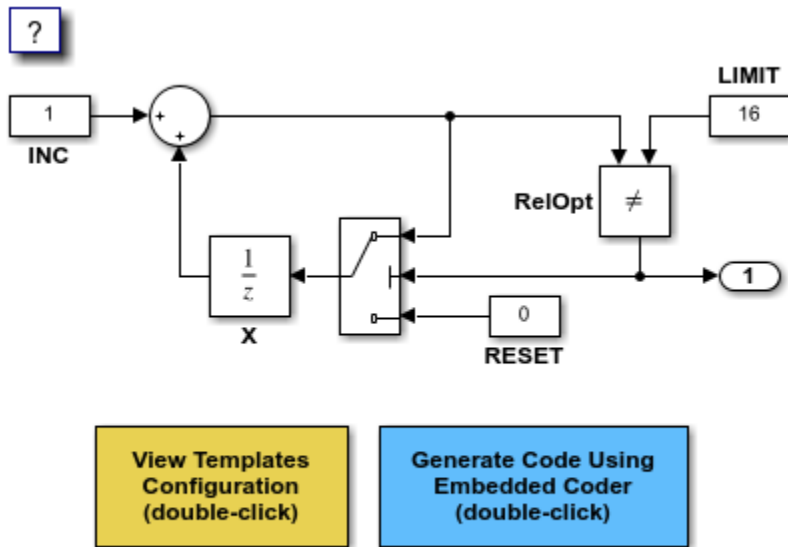 ?
LIMIT
1
16
INC
+
+
RelOpt
≠
1
z
X
1
0
RESET
View Templates
Configuration
(double-click)
Generate Code Using
Embedded Coder
(double-click)